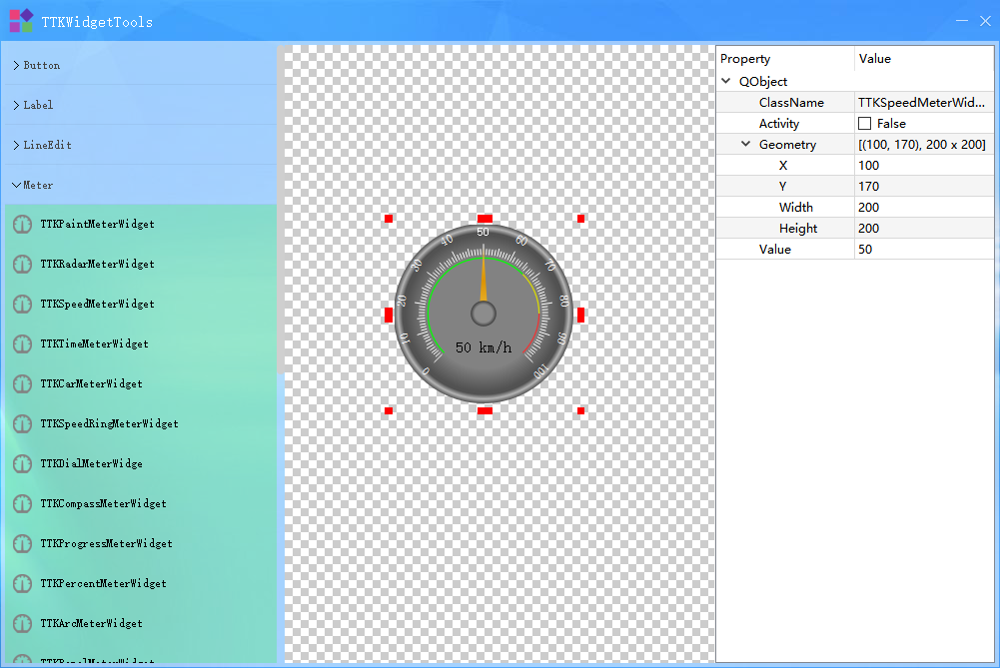 TTKWidgetTools
Button
Label
LineEdit
Meter
TTKPaintMeterWidget
TTKRadarMeterWidget
TTKSpeedMeterWidget
TTKTimeMeterWidget
TTKCarMeterWidget
TTKSpeedRingMeterWidget
TTKDialMeterWidge
TTKCompassMeterWidget
TTKProgressMeterWidget
TTKPercentMeterWidget
TTKArcMeterWidget
0 10 20 30 40 50 60 70 80 90 100
50 km/h
Property Value
QObject
ClassName TTKSpeedMeterWid...
Activity False
Geometry [(100, 170), 200 x 200]
X 100
Y 170
Width 200
Height 200
Value 50